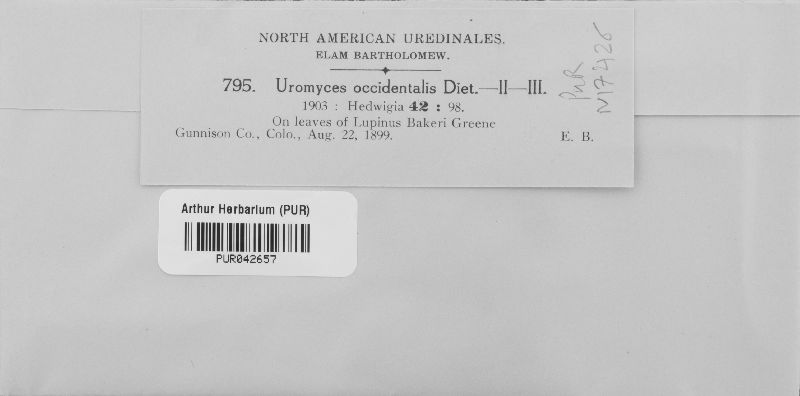 NORTH AMERICAN UREDINALES.
ELAM BARTHOLOMEW.
795. Uromyces occidentalis Diet.—II—III.
1903 : Hedwigia 42 : 98.
On leaves of Lupinus Bakeri Greene
Gunnison Co., Colo., Aug. 22, 1899. E. B.
PUR
N17426
Arthur Herbarium (PUR)
PUR042657